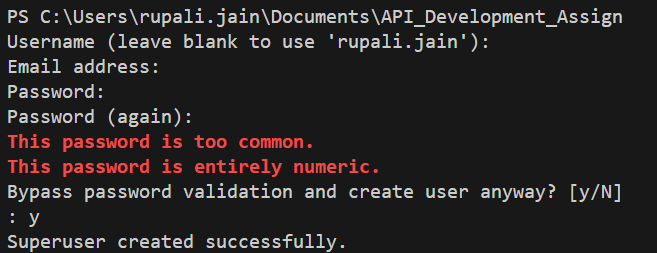 PS C:\Users\rupali.jain\Documents\API_Development_Assign
Username (leave blank to use 'rupali.jain'):
Email address:
Password:
Password (again):
This password is too common.
This password is entirely numeric.
Bypass password validation and create user anyway? [y/N]
: y
Superuser created successfully.